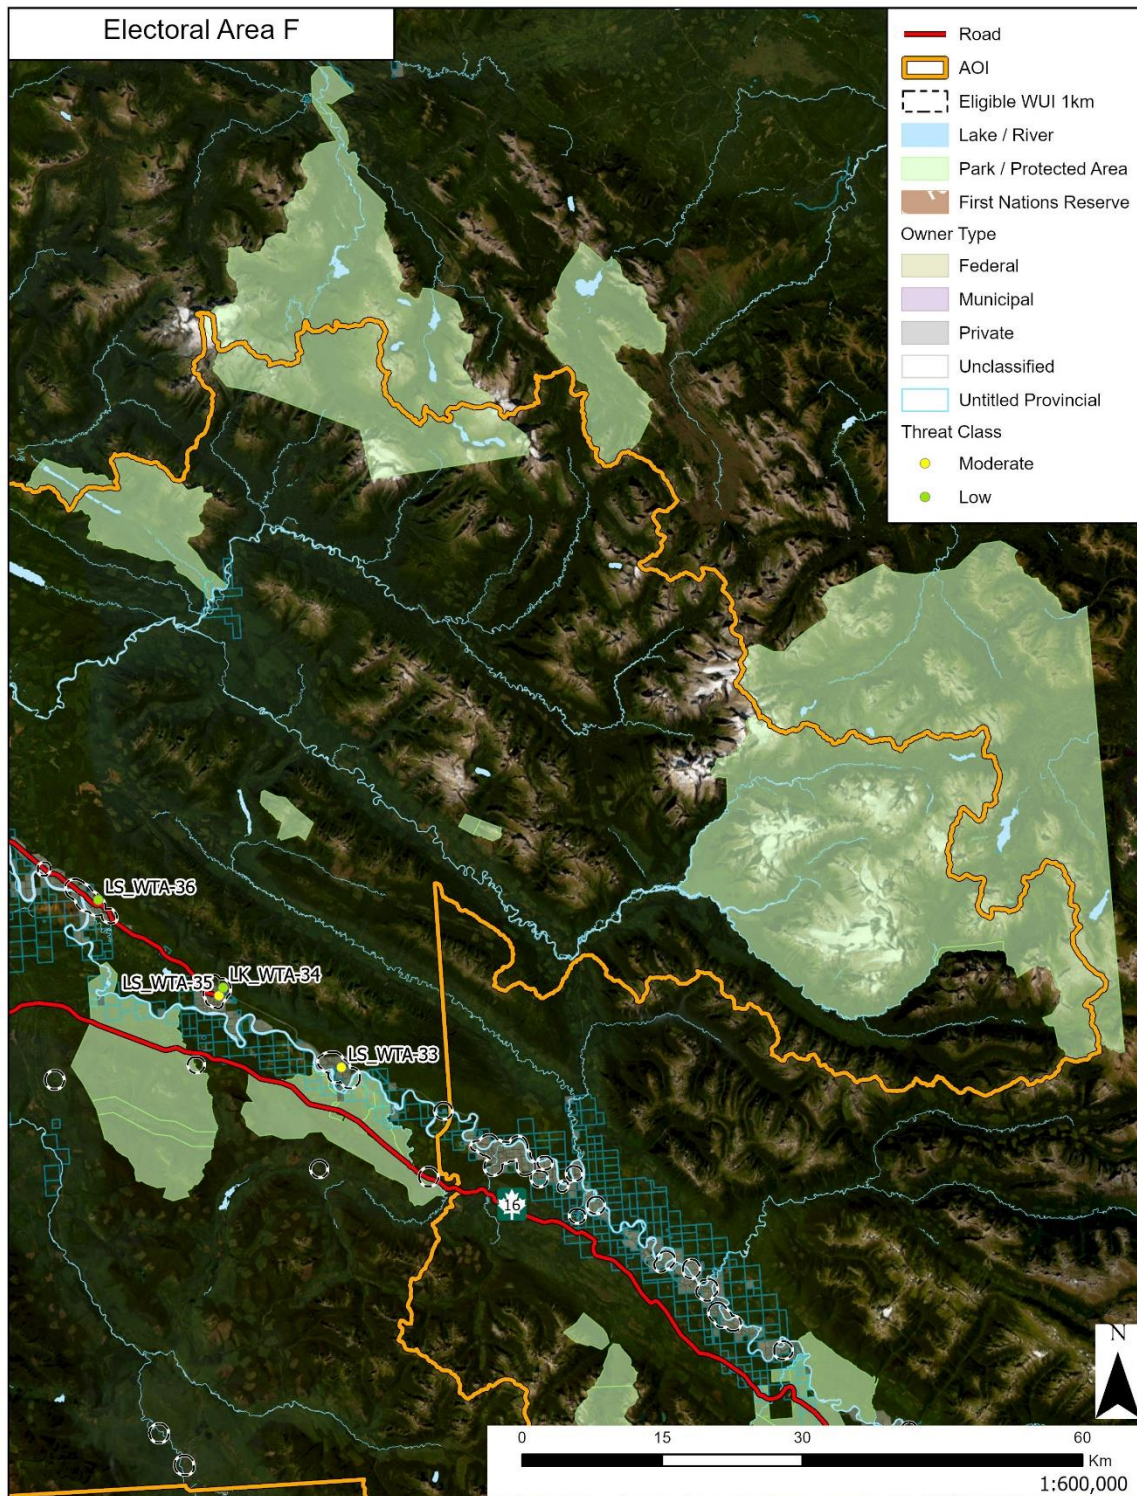 Electoral Area F
Road
AOI
Eligible WUI 1km
Lake / River
Park / Protected Area
First Nations Reserve
Owner Type
Federal
Municipal
Private
Unclassified
Untitled Provincial
Threat Class
Moderate
Low
LS_WTA-36
LS_WTA-35
LK_WTA-34
LS_WTA-33
16
N
0
15
30
60
Km
1:600,000